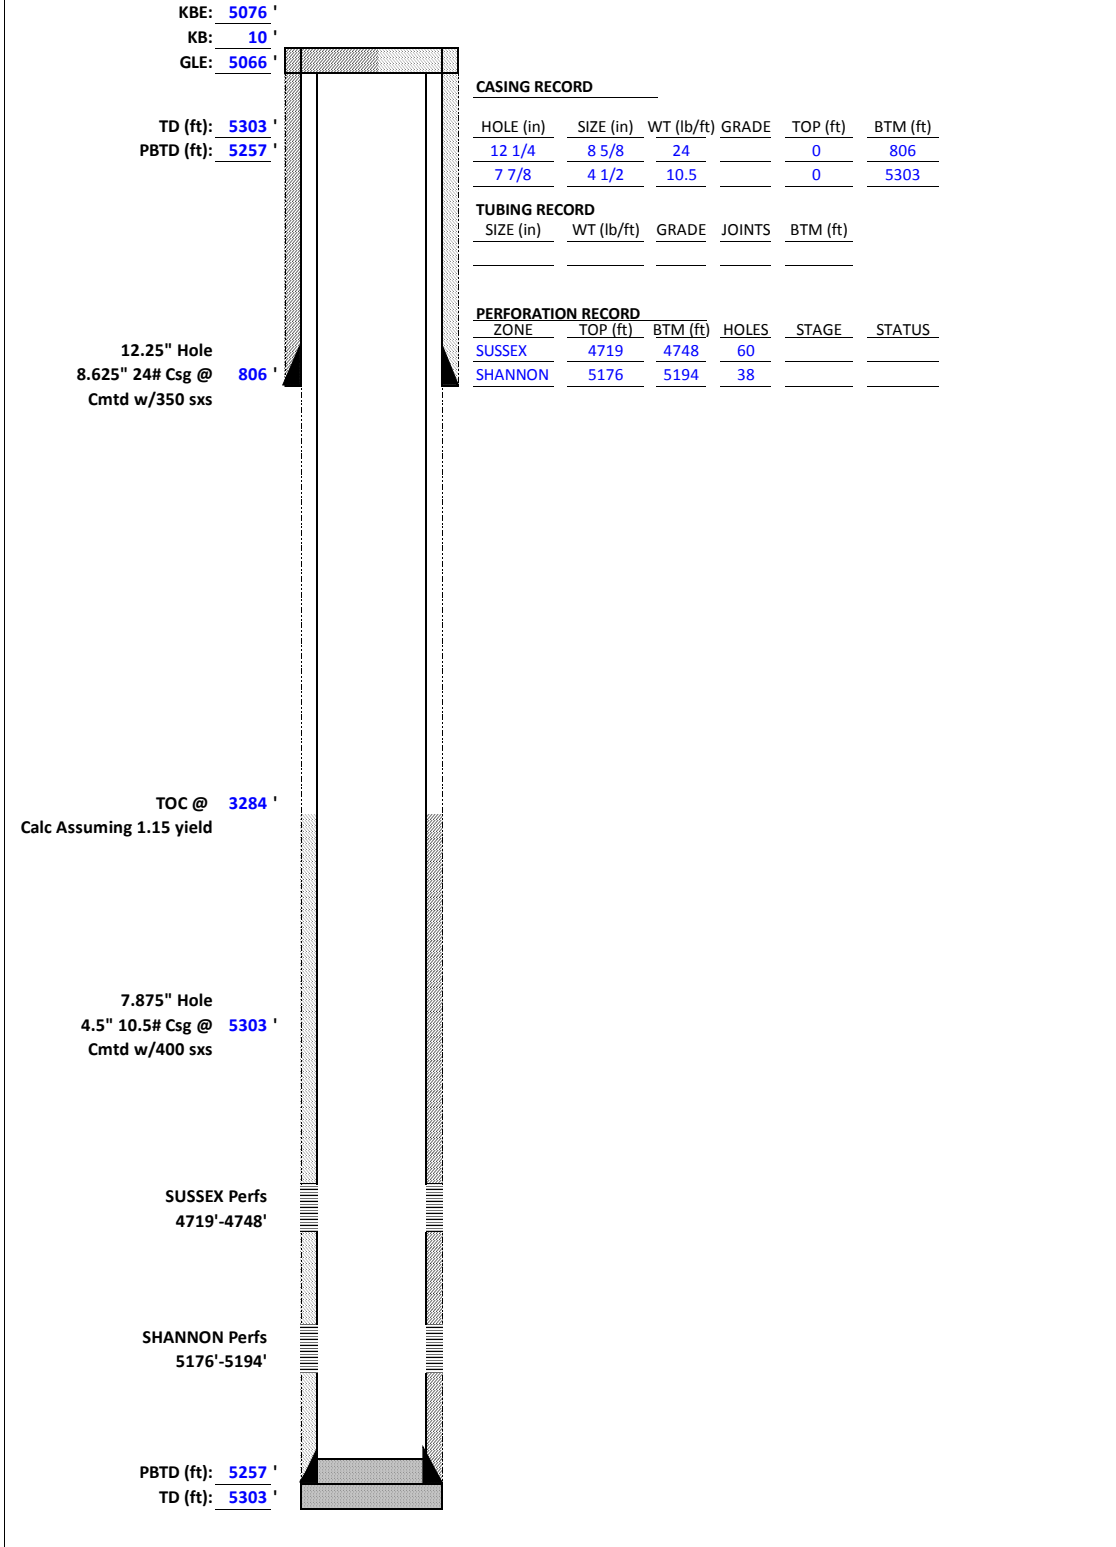 KBE: 5076 '
KB: 10 '
GLE: 5066 '
CASING RECORD
TD (ft): 5303 '
HOLE (in) SIZE (in) WT (lb/ft) GRADE TOP (ft) BTM (ft)
PBTD (ft): 5257 '
12 1/4 8 5/8 24 0 806
7 7/8 4 1/2 10.5 0 5303
TUBING RECORD
SIZE (in) WT (lb/ft) GRADE JOINTS BTM (ft)
PERFORATION RECORD
ZONE TOP (ft) BTM (ft) HOLES STAGE STATUS
SUSSEX 4719 4748 60
SHANNON 5176 5194 38
12.25" Hole
8.625" 24# Csg @ 806 '
Cmtd w/350 sxs
TOC @ 3284 '
Calc Assuming 1.15 yield
7.875" Hole
4.5" 10.5# Csg @ 5303 '
Cmtd w/400 sxs
SUSSEX Perfs
4719'-4748'
SHANNON Perfs
5176'-5194'
PBTD (ft): 5257 '
TD (ft): 5303 '